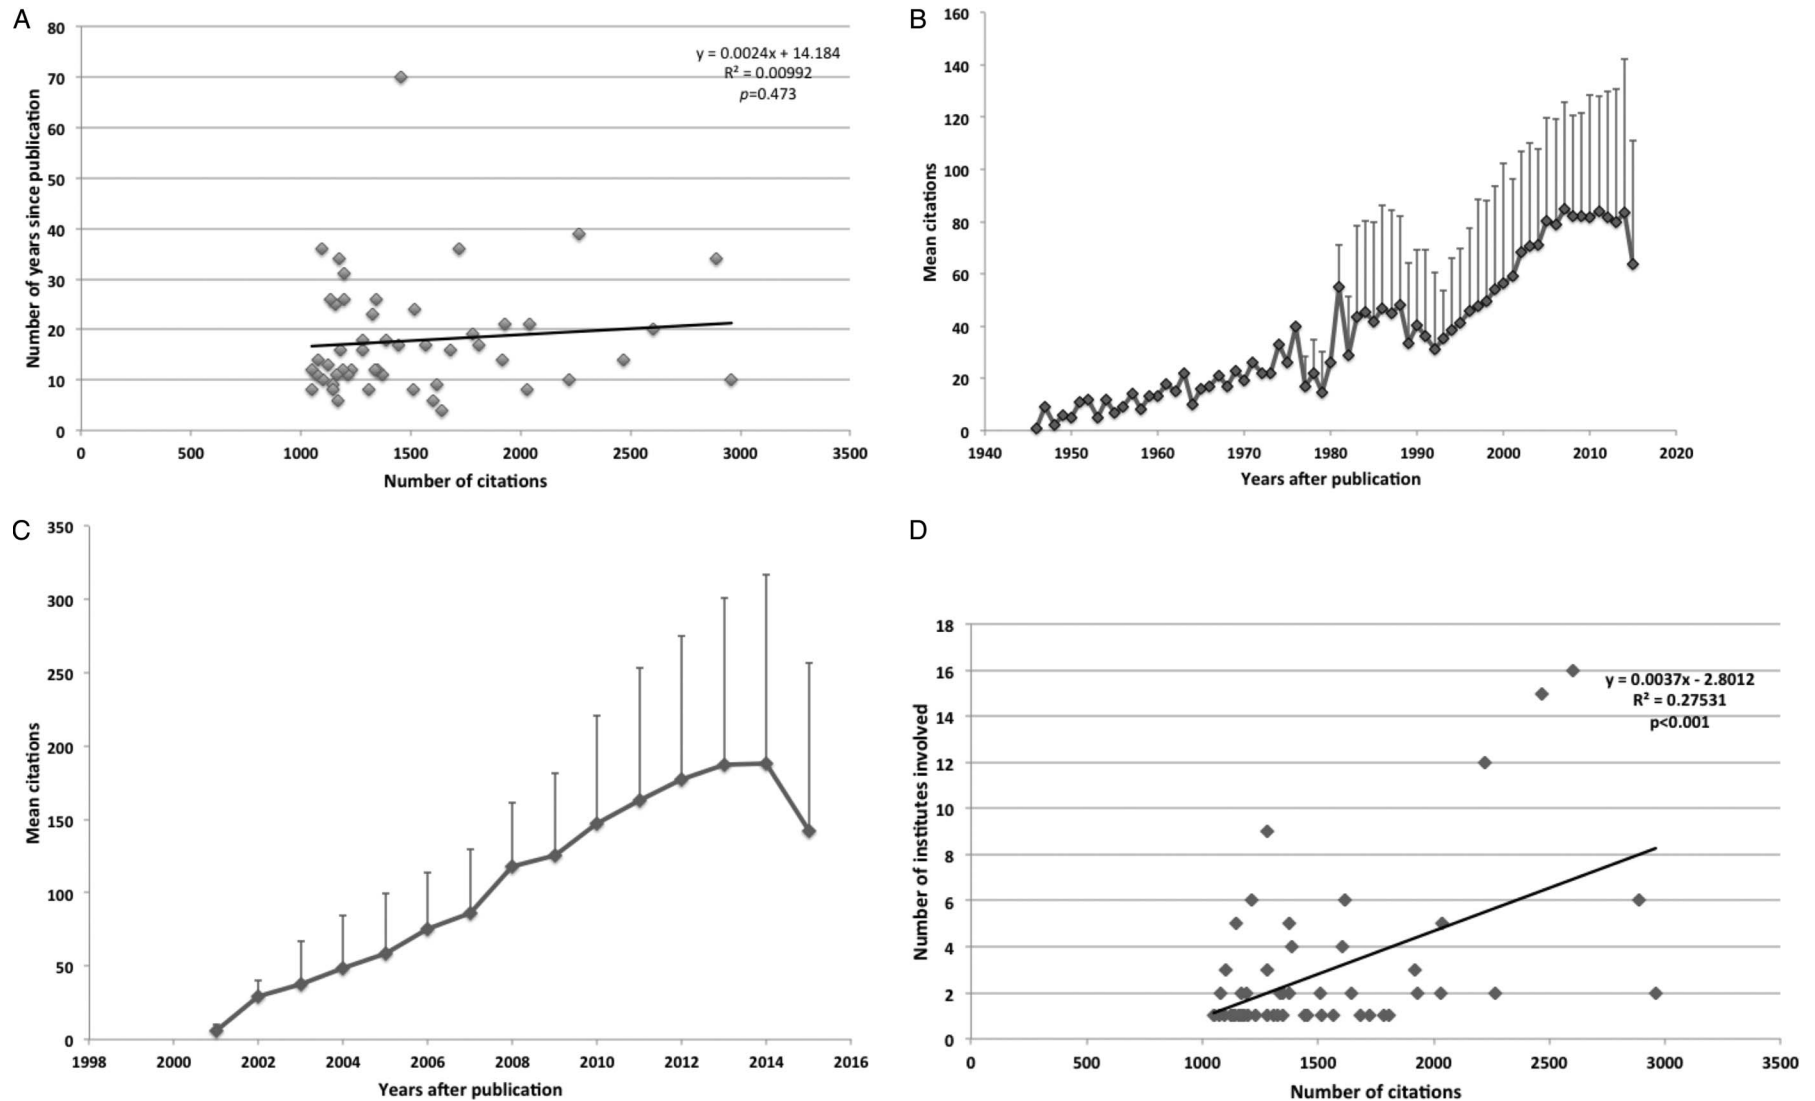 A
80
70
60
50
40
30
20
10
0
0 500 1000 1500 2000 2500 3000 3500
Number of years since publication
Number of citations
y = 0.0024x + 14.184
R² = 0.00992
p=0.473
B
160
140
120
100
80
60
40
20
0
1940 1950 1960 1970 1980 1990 2000 2010 2020
Mean citations
Years after publication
C
350
300
250
200
150
100
50
0
1998 2000 2002 2004 2006 2008 2010 2012 2014 2016
Mean citations
Years after publication
D
18
16
14
12
10
8
6
4
2
0
0 500 1000 1500 2000 2500 3000 3500
Number of institutes involved
Number of citations
y = 0.0037x - 2.8012
R² = 0.27531
p<0.001